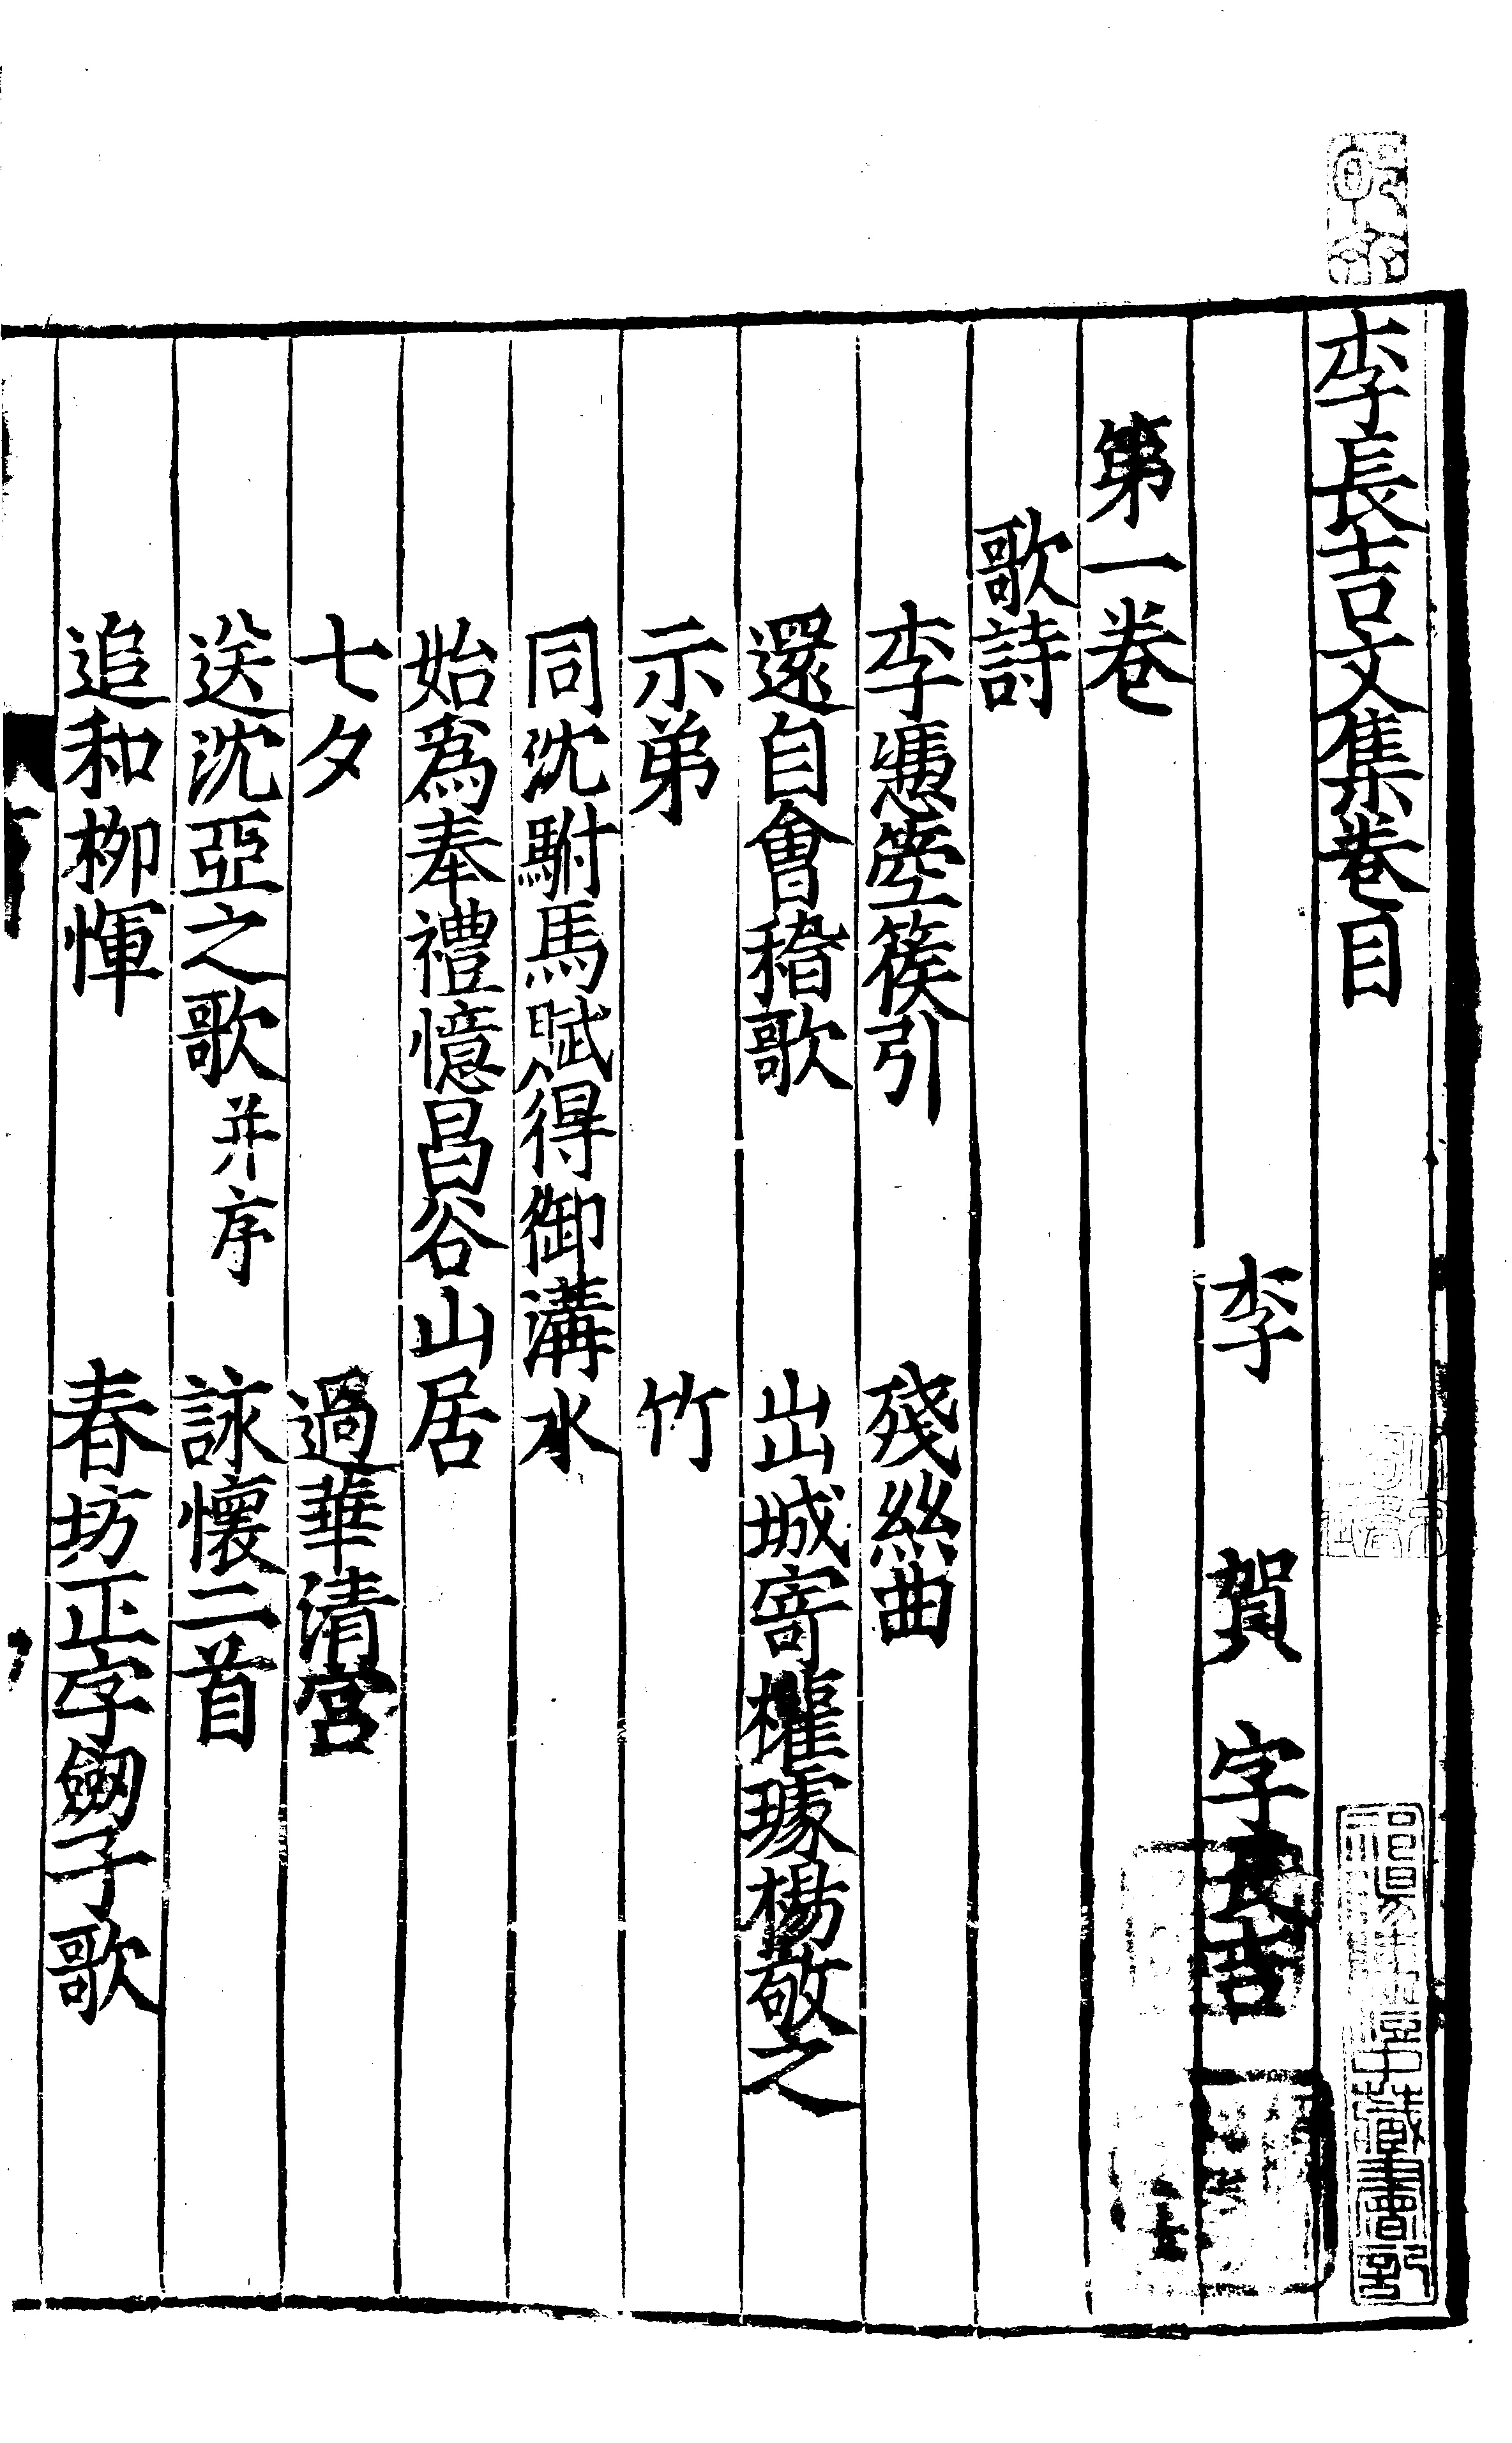 李長吉文集卷目
李 賀 字長吉
第一卷
歌詩
李憑箜篌引 殘絲曲
還自會稽歌 出城寄權璩楊敬之
示弟 竹
同沈駙馬賦得御溝水
始為奉禮憶昌谷山居
七夕 過華清宮
送沈亞之歌并序 詠懷二首
追和柳惲 春坊正字劒子歌